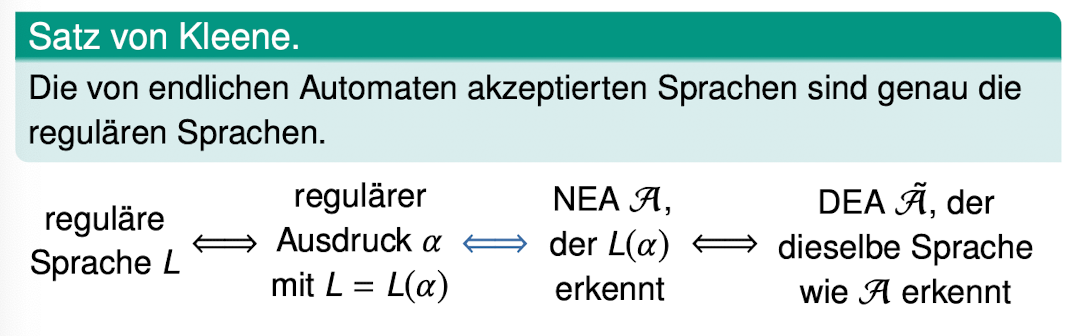 Satz von Kleene.
Die von endlichen Automaten akzeptierten Sprachen sind genau die
regulären Sprachen.
reguläre
Sprache L
⟺
regulärer
Ausdruck α
mit L = L(α)
⟺
NEA 𝒜,
der L(α)
erkennt
⟺
DEA 𝒜̃, der
dieselbe Sprache
wie 𝒜 erkennt